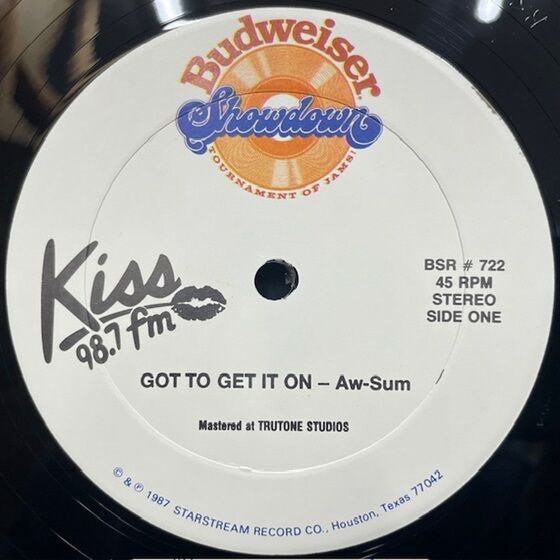 Budweiser
Showdown
TOURNAMENT OF JAMS!
Kiss
98.7 fm
BSR # 722
45 RPM
STEREO
SIDE ONE
GOT TO GET IT ON – Aw-Sum
Mastered at TRUTONE STUDIOS
© & ℗ 1987 STARSTREAM RECORD CO., Houston, Texas 77042